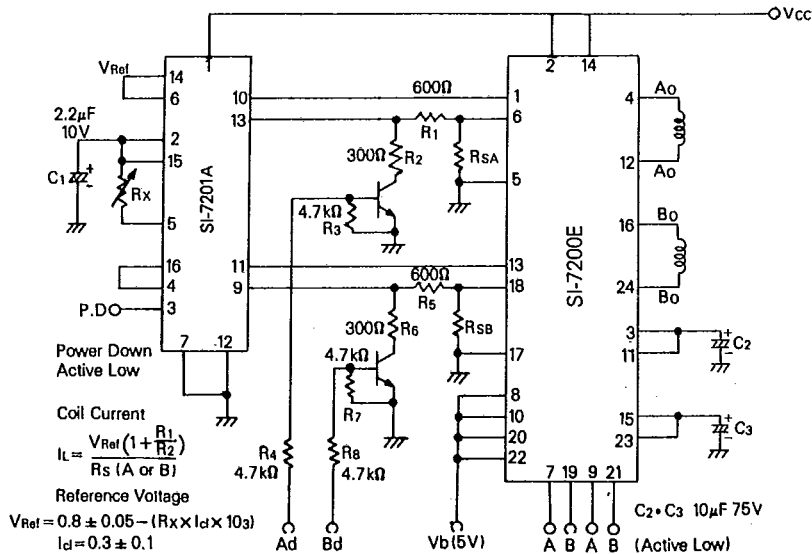 Vcc
VRef
14
6
2.2µF
10V
2
15
C1
+
-
Rx
5
16
4
P.D
3
7
12
SI-7201A
10
13
11
9
600Ω
R1
300Ω
R2
RSA
4.7kΩ
R3
600Ω
R5
300Ω
R6
RSB
4.7kΩ
R7
R4
4.7kΩ
R8
4.7kΩ
2
14
1
6
5
13
18
17
8
10
20
22
SI-7200E
4
Ao
12
Ao
16
Bo
24
Bo
3
11
+
-
C2
15
23
+
-
C3
7
19
9
21
Power Down
Active Low
Coil Current
IL = VRef (1 + R1/R2) / Rs (A or B)
Reference Voltage
VRef = 0.8 ± 0.05 – (Rx × Icl × 103)
Icl = 0.3 ± 0.1
Ad
Bd
Vb (5V)
A
B
A
B
(Active Low)
C2 • C3 10µF 75V